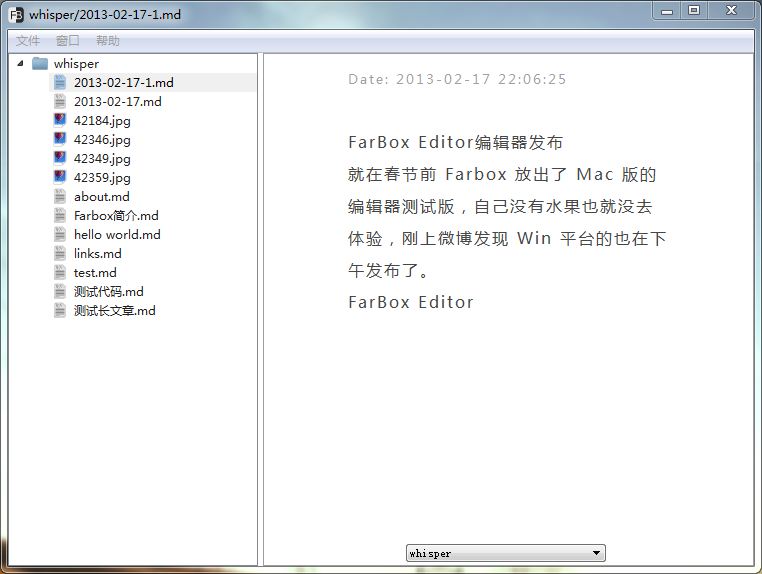 whisper/2013-02-17-1.md
文件 窗口 帮助
whisper
2013-02-17-1.md
2013-02-17.md
42184.jpg
42346.jpg
42349.jpg
42359.jpg
about.md
Farbox简介.md
hello world.md
links.md
test.md
测试代码.md
测试长文章.md
Date: 2013-02-17 22:06:25
FarBox Editor编辑器发布
就在春节前 Farbox 放出了 Mac 版的
编辑器测试版，自己没有水果也就没去
体验，刚上微博发现 Win 平台的也在下
午发布了。
FarBox Editor
whisper